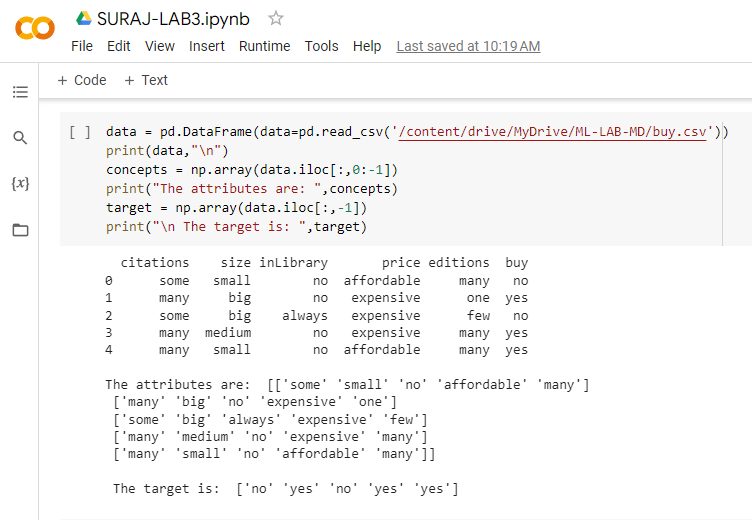 SURAJ-LAB3.ipynb
File Edit View Insert Runtime Tools Help Last saved at 10:19 AM
+ Code + Text
[ ] data = pd.DataFrame(data=pd.read_csv('/content/drive/MyDrive/ML-LAB-MD/buy.csv'))
print(data,"\n")
concepts = np.array(data.iloc[:,0:-1])
print("The attributes are: ",concepts)
target = np.array(data.iloc[:,-1])
print("\n The target is: ",target)
citations size inLibrary price editions buy
0 some small no affordable many no
1 many big no expensive one yes
2 some big always expensive few no
3 many medium no expensive many yes
4 many small no affordable many yes
The attributes are: [['some' 'small' 'no' 'affordable' 'many']
['many' 'big' 'no' 'expensive' 'one']
['some' 'big' 'always' 'expensive' 'few']
['many' 'medium' 'no' 'expensive' 'many']
['many' 'small' 'no' 'affordable' 'many']]
The target is: ['no' 'yes' 'no' 'yes' 'yes']